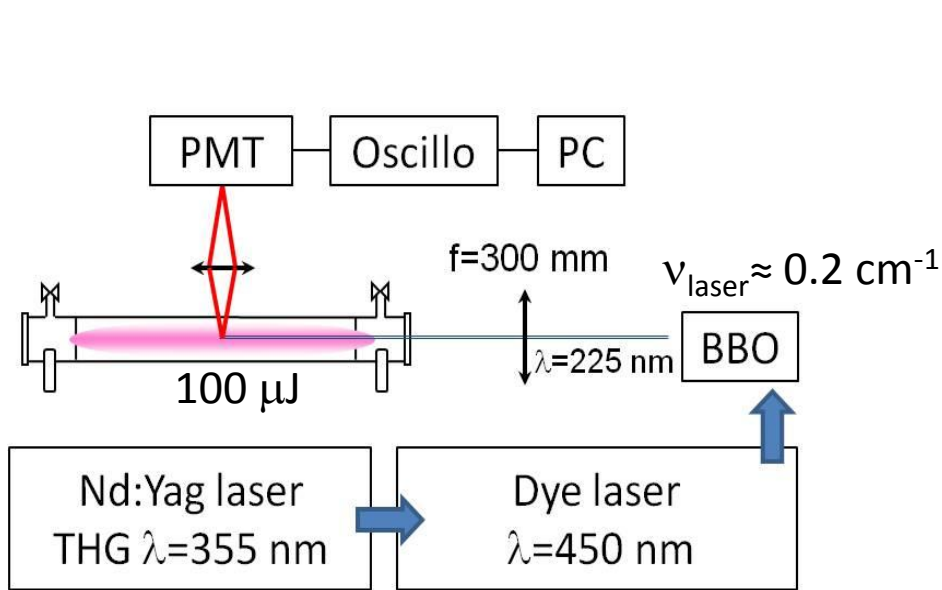 PMT
Oscillo
PC
f=300 mm
νlaser≈ 0.2 cm-1
λ=225 nm
BBO
100 μJ
Nd:Yag laser
THG λ=355 nm
Dye laser
λ=450 nm